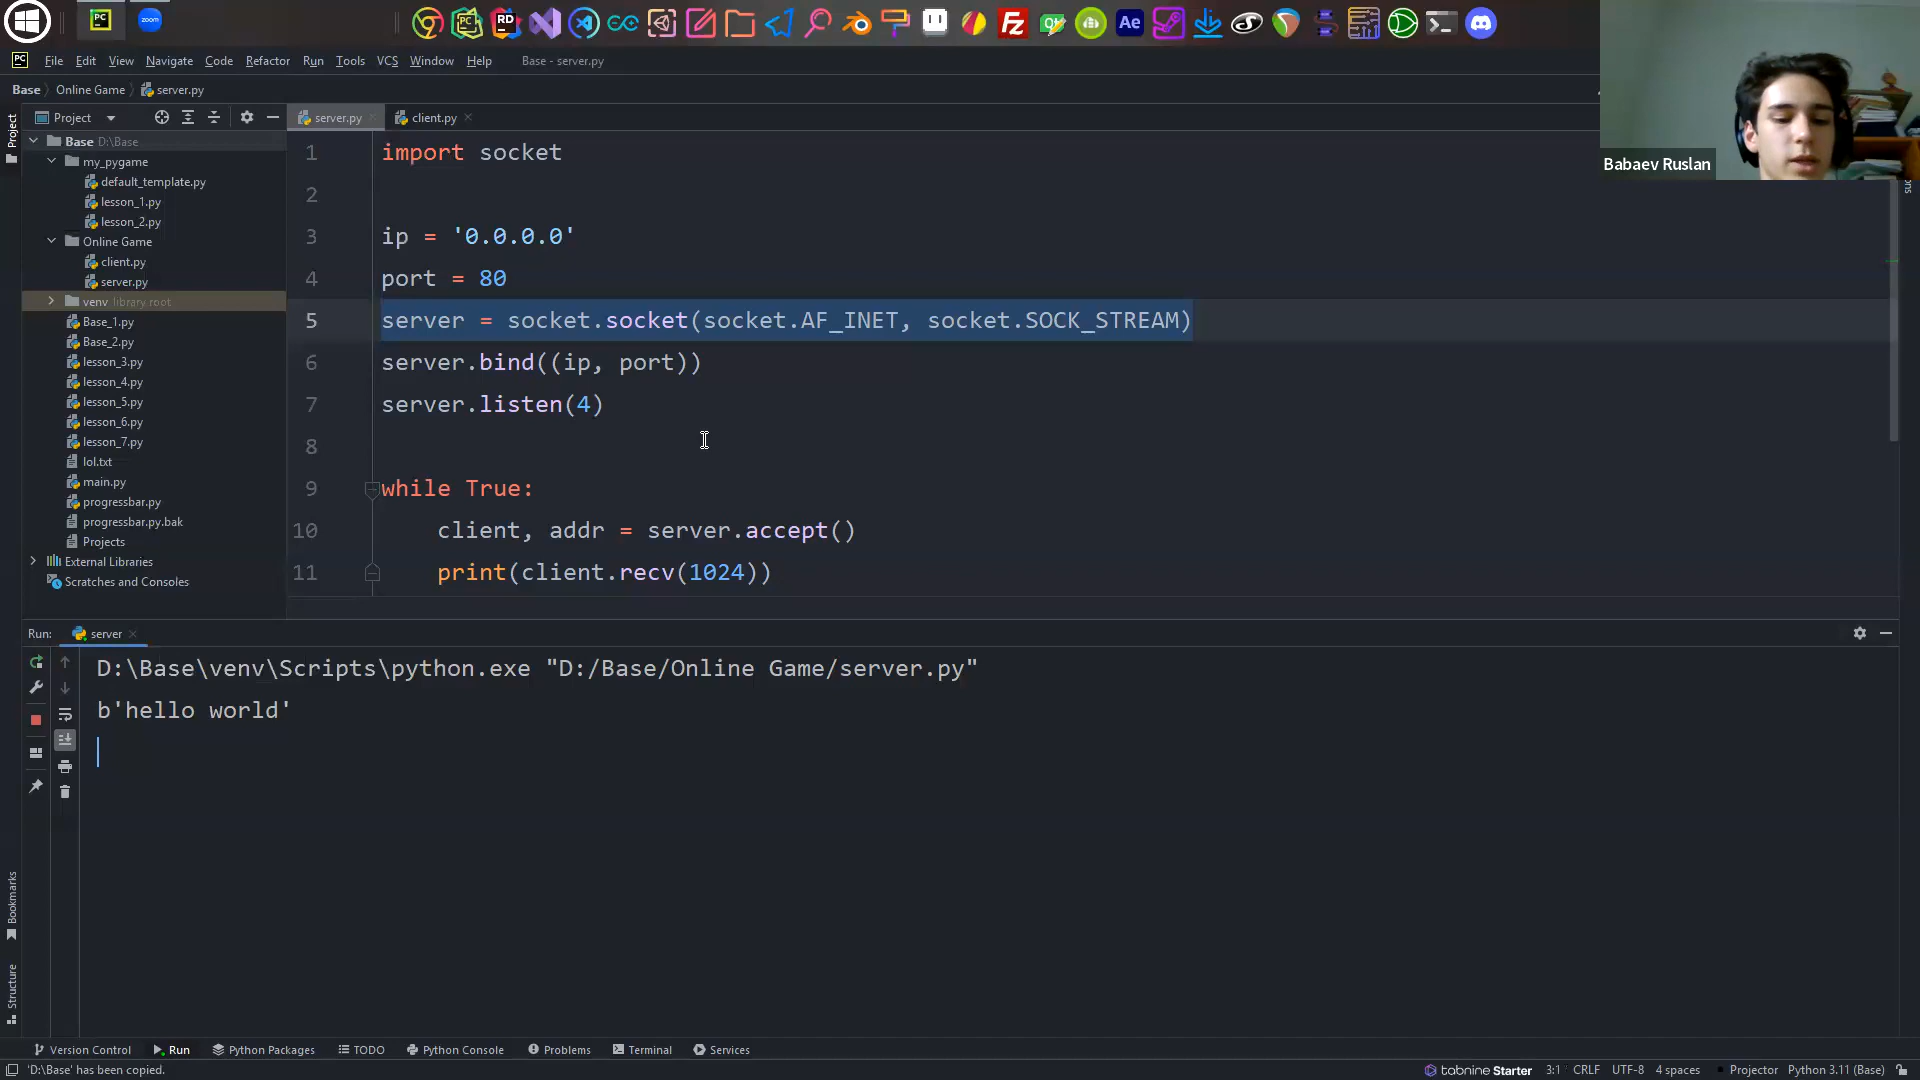 zoom
RD
Fz
Ae
PC File Edit View Navigate Code Refactor Run Tools VCS Window Help Base - server.py
Base Online Game server.py
Babaev Ruslan
Project
Project
server.py
client.py
Base D:\Base
my_pygame
default_template.py
lesson_1.py
lesson_2.py
Online Game
client.py
server.py
venv library root
Base_1.py
Base_2.py
lesson_3.py
lesson_4.py
lesson_5.py
lesson_6.py
lesson_7.py
lol.txt
main.py
progressbar.py
progressbar.py.bak
Projects
External Libraries
Scratches and Consoles
1 import socket
2
3 ip = '0.0.0.0'
4 port = 80
5 server = socket.socket(socket.AF_INET, socket.SOCK_STREAM)
6 server.bind((ip, port))
7 server.listen(4)
8
9 while True:
10 client, addr = server.accept()
11 print(client.recv(1024))
Run: server
D:\Base\venv\Scripts\python.exe "D:/Base/Online Game/server.py"
b'hello world'
Bookmarks
Structure
Version Control Run Python Packages TODO Python Console Problems Terminal Services
'D:\Base' has been copied.
tabnine Starter 3:1 CRLF UTF-8 4 spaces Projector Python 3.11 (Base)